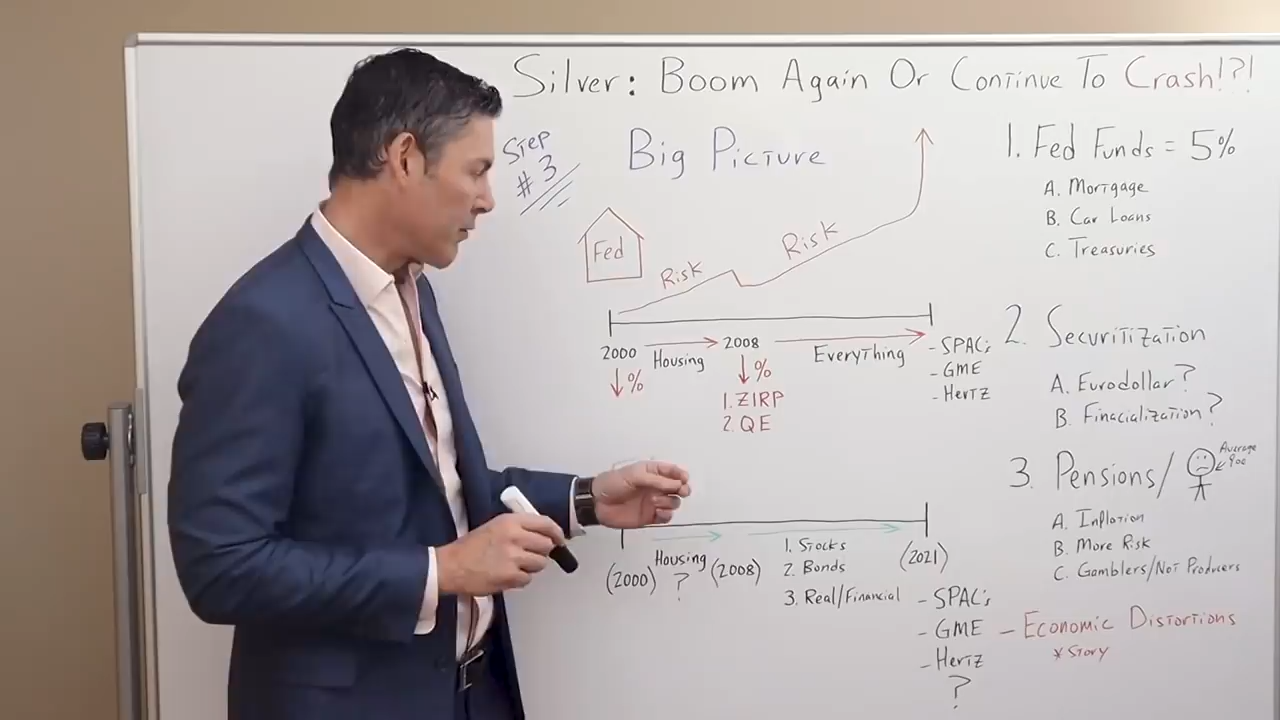 Silver: Boom Again Or Continue To Crash!?!
Step
#3
Big Picture
Fed
Risk
Risk
2000
Housing
2008
Everything
↓%
↓%
1. ZIRP
2. QE
- SPAC's
- GME
- Hertz
(2000)
Housing
?
(2008)
1. Stocks
2. Bonds
3. Real/Financial
(2021)
- SPAC's
- GME
- Hertz
?
- Economic Distortions
* Story
1. Fed Funds = 5%
A. Mortgage
B. Car Loans
C. Treasuries
2. Securitization
A. Eurodollar?
B. Finacialization?
3. Pensions/
Average
Joe
A. Inflation
B. More Risk
C. Gamblers/Not Producers